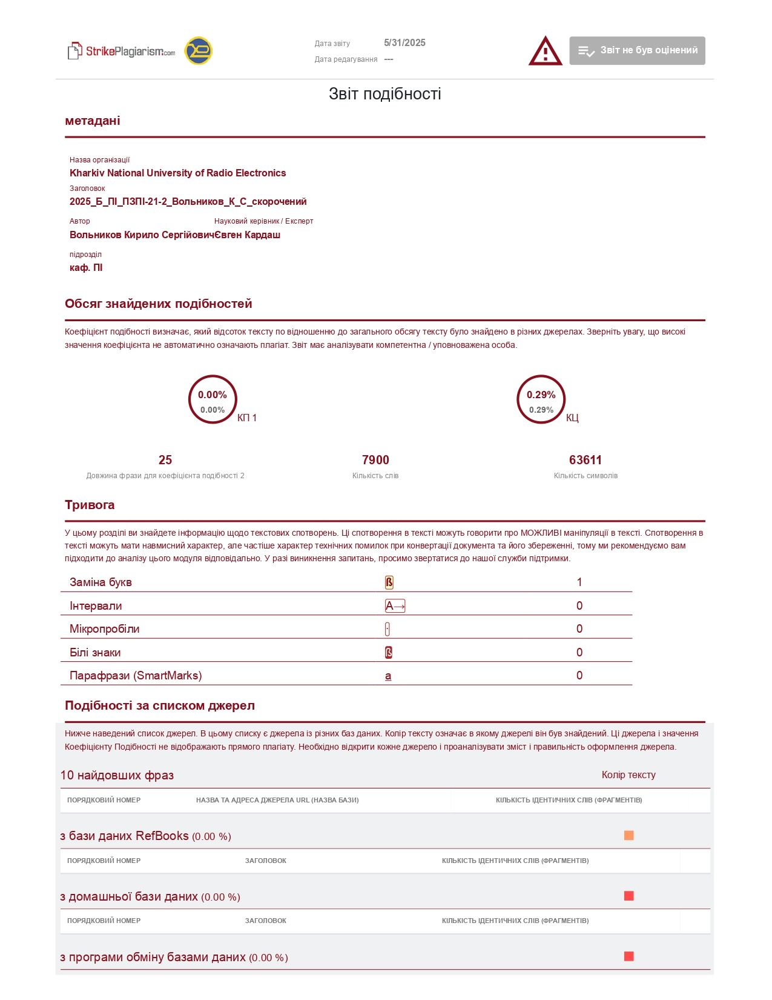 StrikePlagiarism.com
Дата звіту 5/31/2025
Дата редагування ---
Звіт не був оцінений
Звіт подібності
метадані
Назва організації
Kharkiv National University of Radio Electronics
Заголовок
2025_Б_ПІ_ПЗПІ-21-2_Вольников_К_С_скорочений
Автор Науковий керівник / Експерт
Вольников Кирило СергійовичЄвген Кардаш
підрозділ
каф. ПІ
Обсяг знайдених подібностей
Коефіцієнт подібності визначає, який відсоток тексту по відношенню до загального обсягу тексту було знайдено в різних джерелах. Зверніть увагу, що високі
значення коефіцієнта не автоматично означають плагіат. Звіт має аналізувати компетентна / уповноважена особа.
0.00% 0.29%
0.00% 0.29%
КП 1 КЦ
25 7900 63611
Довжина фрази для коефіцієнта подібності 2 Кількість слів Кількість символів
Тривога
У цьому розділі ви знайдете інформацію щодо текстових спотворень. Ці спотворення в тексті можуть говорити про МОЖЛИВІ маніпуляції в тексті. Спотворення в
тексті можуть мати навмисний характер, але частіше характер технічних помилок при конвертації документа та його збереженні, тому ми рекомендуємо вам
підходити до аналізу цього модуля відповідально. У разі виникнення запитань, просимо звертатися до нашої служби підтримки.
Заміна букв ß 1
Інтервали A→ 0
Мікропробіли · 0
Білі знаки ß 0
Парафрази (SmartMarks) a 0
Подібності за списком джерел
Нижче наведений список джерел. В цьому списку є джерела із різних баз даних. Колір тексту означає в якому джерелі він був знайдений. Ці джерела і значення
Коефіцієнту Подібності не відображають прямого плагіату. Необхідно відкрити кожне джерело і проаналізувати зміст і правильність оформлення джерела.
10 найдовших фраз Колір тексту
ПОРЯДКОВИЙ НОМЕР НАЗВА ТА АДРЕСА ДЖЕРЕЛА URL (НАЗВА БАЗИ) КІЛЬКІСТЬ ІДЕНТИЧНИХ СЛІВ (ФРАГМЕНТІВ)
з бази даних RefBooks (0.00 %)
ПОРЯДКОВИЙ НОМЕР ЗАГОЛОВОК КІЛЬКІСТЬ ІДЕНТИЧНИХ СЛІВ (ФРАГМЕНТІВ)
з домашньої бази даних (0.00 %)
ПОРЯДКОВИЙ НОМЕР ЗАГОЛОВОК КІЛЬКІСТЬ ІДЕНТИЧНИХ СЛІВ (ФРАГМЕНТІВ)
з програми обміну базами даних (0.00 %)